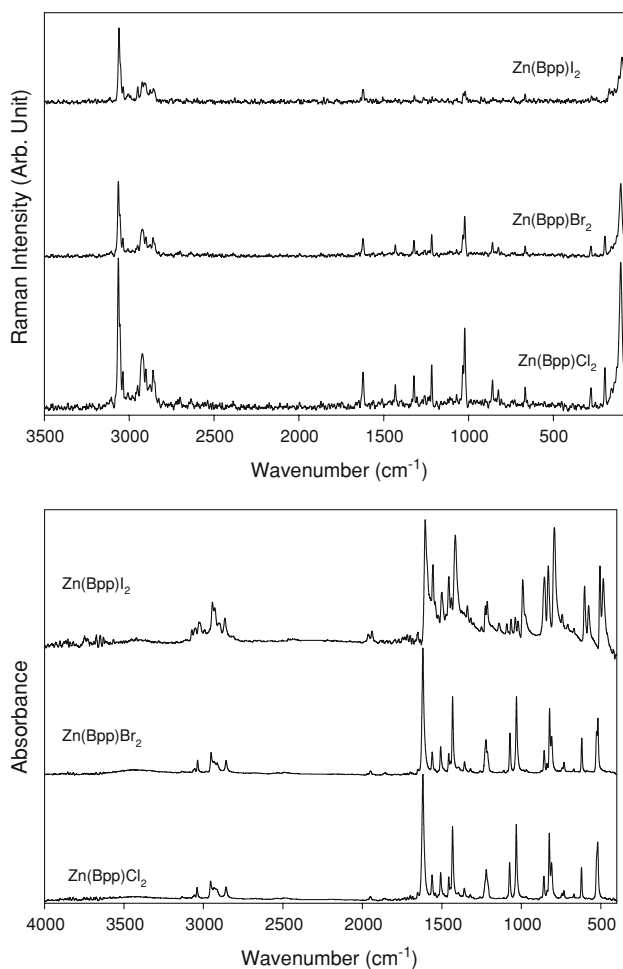 Raman Intensity (Arb. Unit)
Zn(Bpp)I₂
Zn(Bpp)Br₂
Zn(Bpp)Cl₂
3500 3000 2500 2000 1500 1000 500
Wavenumber (cm⁻¹)
Absorbance
Zn(Bpp)I₂
Zn(Bpp)Br₂
Zn(Bpp)Cl₂
4000 3500 3000 2500 2000 1500 1000 500
Wavenumber (cm⁻¹)